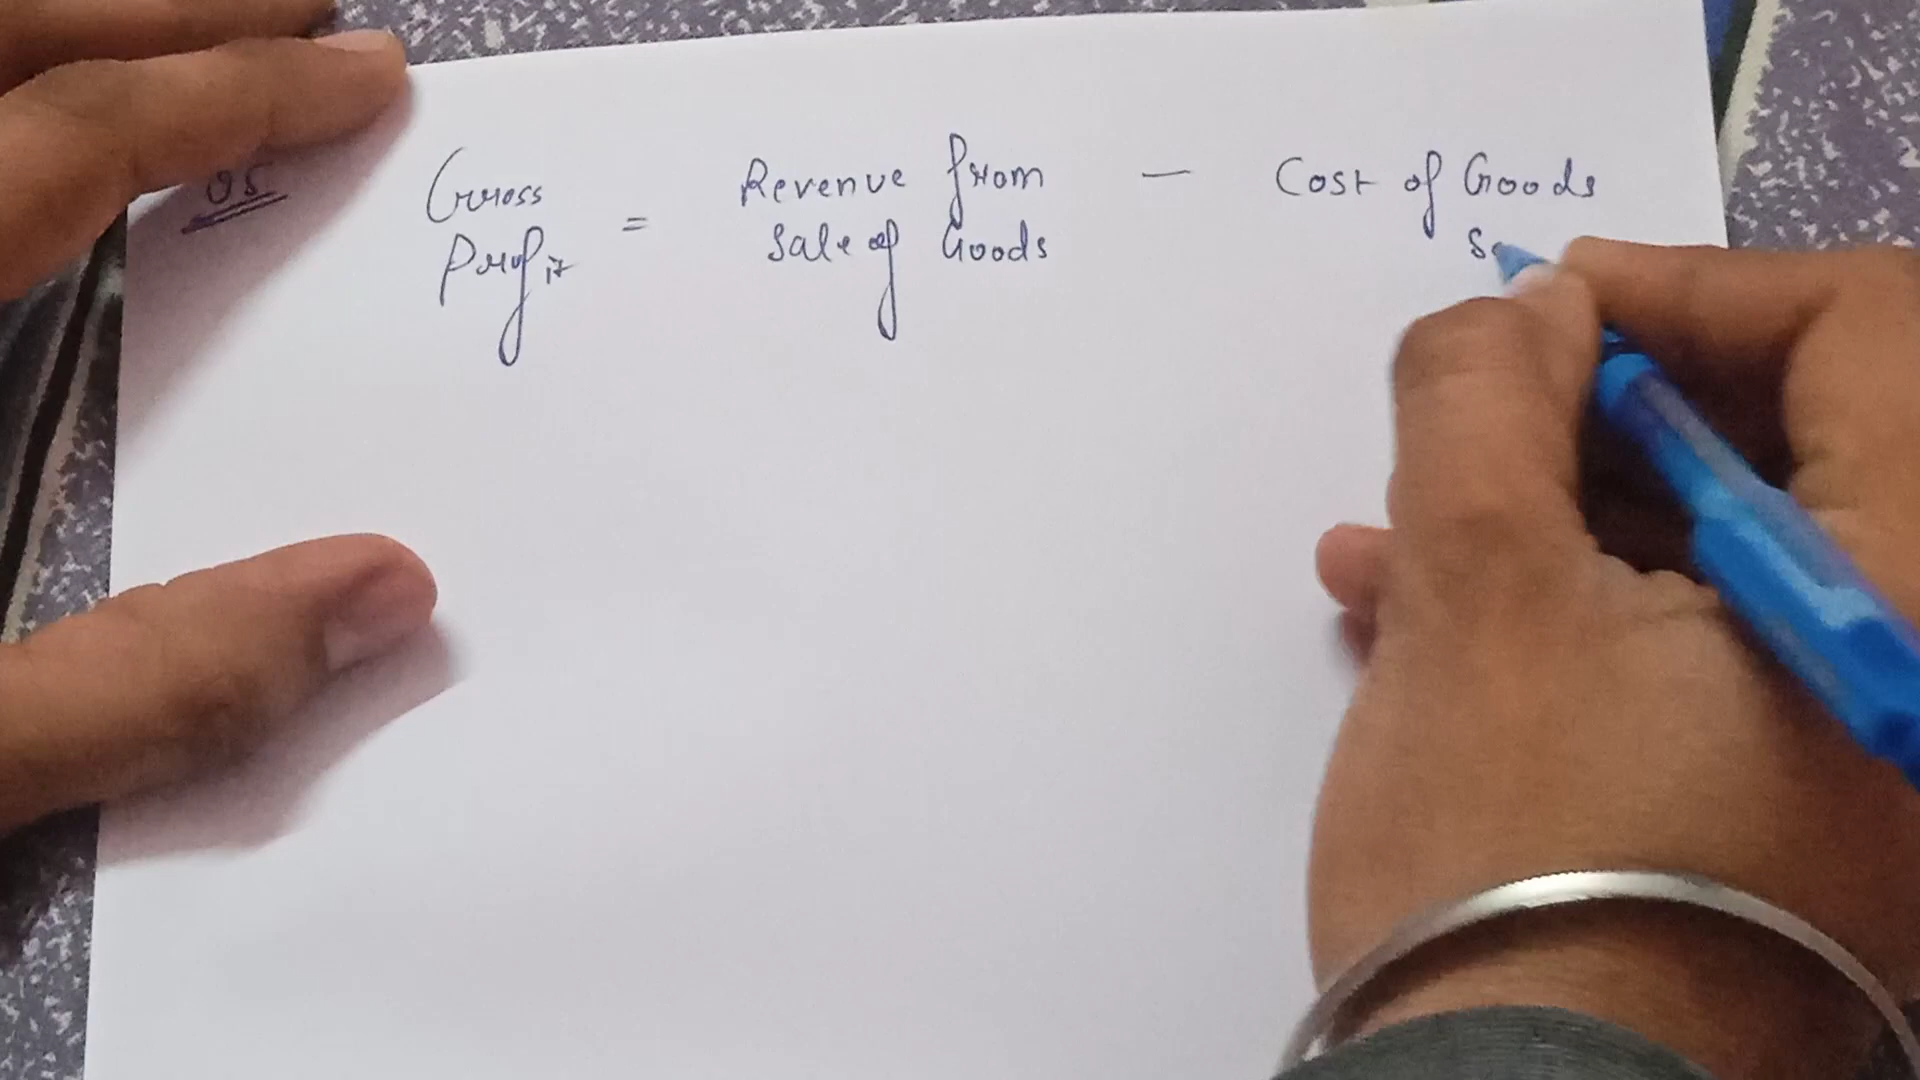 05
Gross Revenue from — Cost of Goods
Profit = Sale of Goods